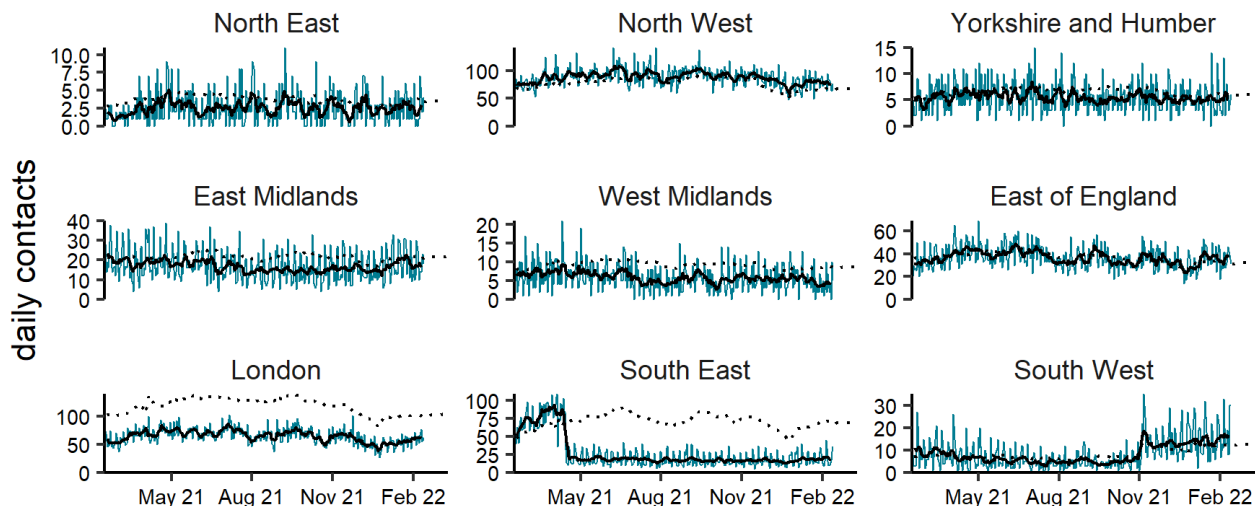 North East
North West
Yorkshire and Humber
10.0
7.5
5.0
2.5
0.0
100
50
0
15
10
5
0
daily contacts
East Midlands
West Midlands
East of England
40
30
20
10
0
20
15
10
5
0
60
40
20
0
London
South East
South West
100
50
0
100
75
50
25
0
30
20
10
0
May 21 Aug 21 Nov 21 Feb 22
May 21 Aug 21 Nov 21 Feb 22
May 21 Aug 21 Nov 21 Feb 22